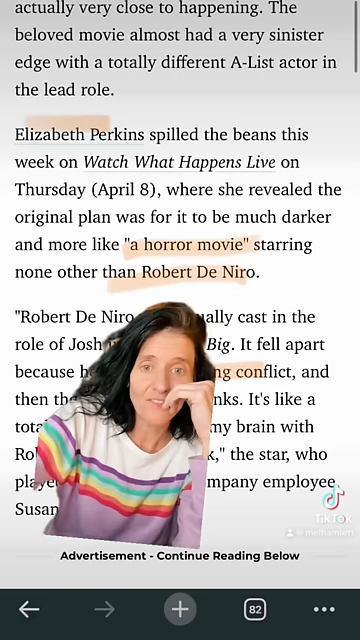 actually very close to happening. The
beloved movie almost had a very sinister
edge with a totally different A-List actor in
the lead role.
Elizabeth Perkins spilled the beans this
week on Watch What Happens Live on
Thursday (April 8), where she revealed the
original plan was for it to be much darker
and more like "a horror movie" starring
none other than Robert De Niro.
"Robert De Niro ually cast in the
role of Josh Big. It fell apart
because ng conflict, and
then th nks. It's like a
tota my brain with
Ro k," the star, who
playe mpany employee
Susan
TikTok
Advertisement - Continue Reading Below
82